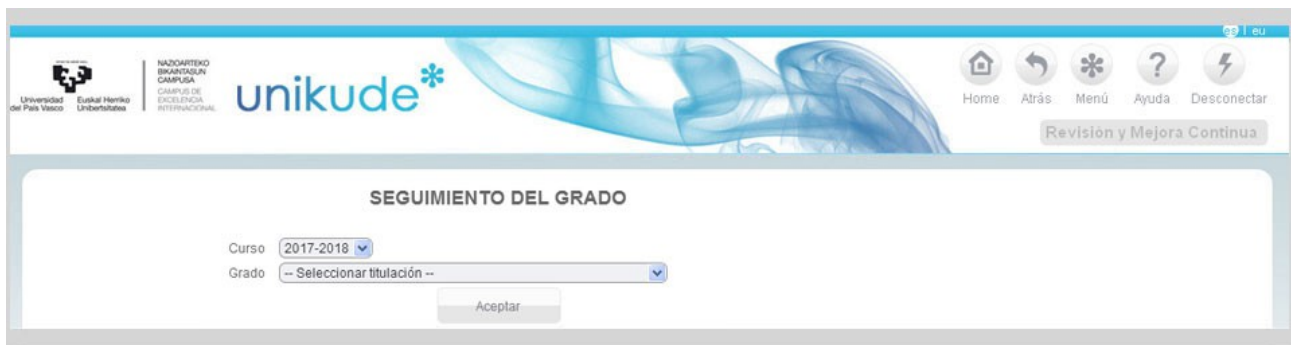 es | eu
Universidad del País Vasco
Euskal Herriko Unibertsitatea
NAZIOARTEKO
BIKAINTASUN
CAMPUSA
CAMPUS DE
EXCELENCIA
INTERNACIONAL
unikude*
Home Atrás Menú Ayuda Desconectar
Revisión y Mejora Continua
SEGUIMIENTO DEL GRADO
Curso 2017-2018
Grado -- Seleccionar titulación --
Aceptar